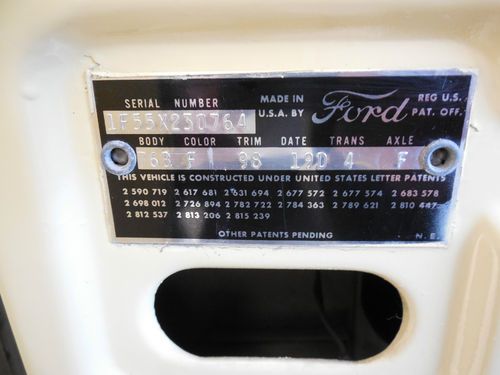 SERIAL NUMBER
MADE IN
U.S.A. BY
Ford
REG U.S.
PAT. OFF.
1F55X230764
BODY COLOR TRIM DATE TRANS AXLE
76B F 98 19D 4 F
THIS VEHICLE IS CONSTRUCTED UNDER UNITED STATES LETTER PATENTS
2 590 719 2 617 681 2 631 694 2 677 572 2 677 574 2 683 578
2 698 012 2 726 894 2 782 722 2 784 363 2 789 621 2 810 447
2 812 537 2 813 206 2 815 239
OTHER PATENTS PENDING
N.E.